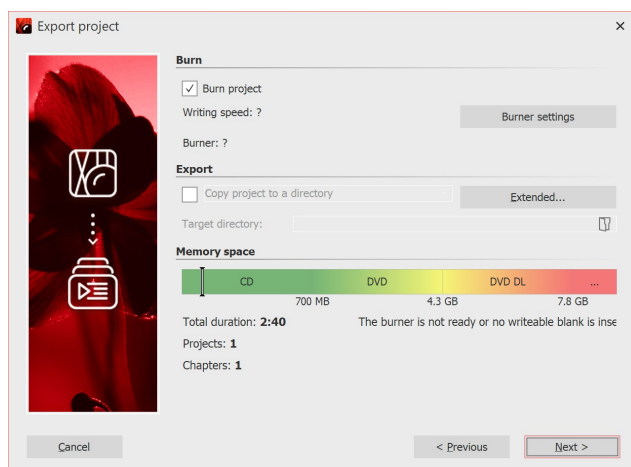 Export project
Burn
Burn project
Writing speed: ?
Burner settings
Burner: ?
Export
Copy project to a directory
Extended...
Target directory:
Memory space
CD DVD DVD DL ...
700 MB 4.3 GB 7.8 GB
Total duration: 2:40 The burner is not ready or no writeable blank is inse
Projects: 1
Chapters: 1
Cancel < Previous Next >